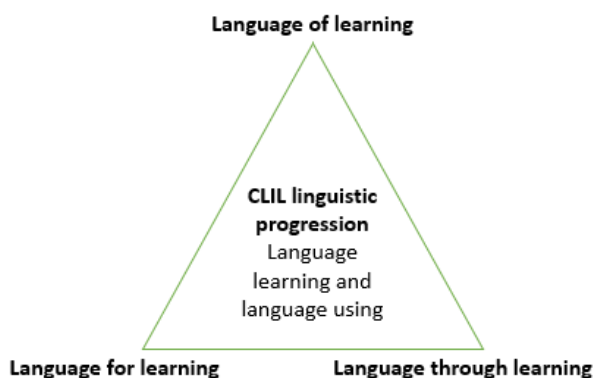 Language of learning
CLIL linguistic
progression
Language
learning and
language using
Language for learning
Language through learning